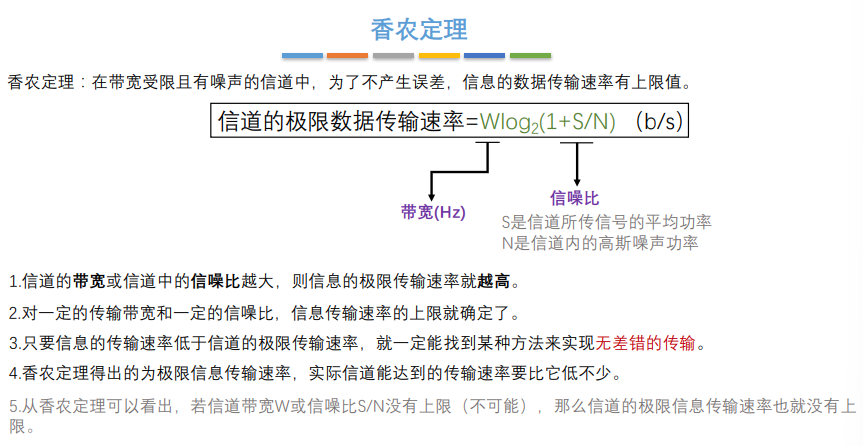 香农定理
香农定理：在带宽受限且有噪声的信道中，为了不产生误差，信息的数据传输速率有上限值。
信道的极限数据传输速率=Wlog₂(1+S/N)（b/s）
带宽(Hz)
信噪比
S是信道所传信号的平均功率
N是信道内的高斯噪声功率
1.信道的带宽或信道中的信噪比越大，则信息的极限传输速率就越高。
2.对一定的传输带宽和一定的信噪比，信息传输速率的上限就确定了。
3.只要信息的传输速率低于信道的极限传输速率，就一定能找到某种方法来实现无差错的传输。
4.香农定理得出的为极限信息传输速率，实际信道能达到的传输速率要比它低不少。
5.从香农定理可以看出，若信道带宽W或信噪比S/N没有上限（不可能），那么信道的极限信息传输速率也就没有上
限。